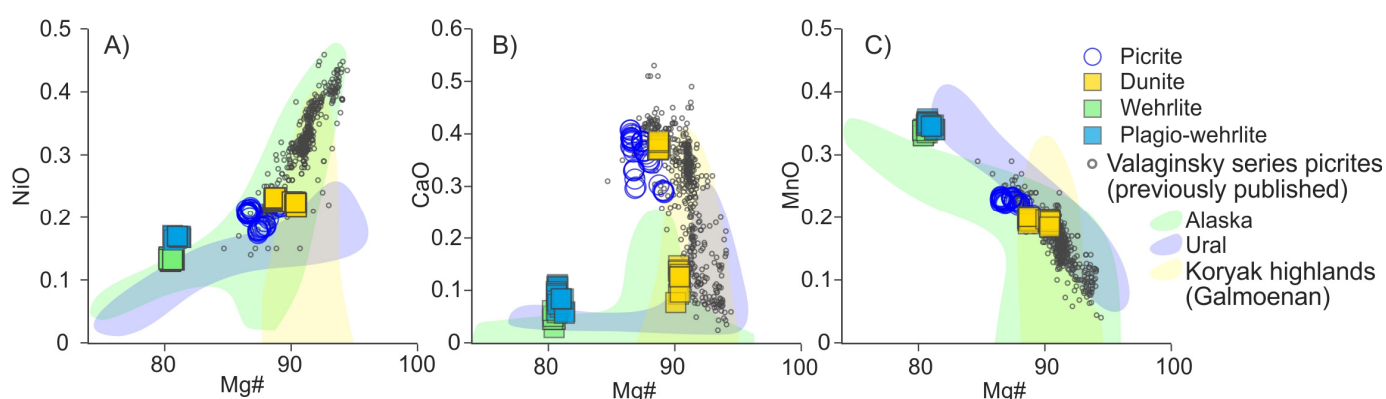 A)
0.5
0.4
0.3
0.2
0.1
0
NiO
80
90
100
Mg#
B)
0.6
0.5
0.4
0.3
0.2
0.1
0
CaO
80
90
100
Mg#
C)
0.5
0.4
0.3
0.2
0.1
0
MnO
80
90
100
Mg#
Picrite
Dunite
Wehrlite
Plagio-wehrlite
Valaginsky series picrites
(previously published)
Alaska
Ural
Koryak highlands
(Galmoenan)